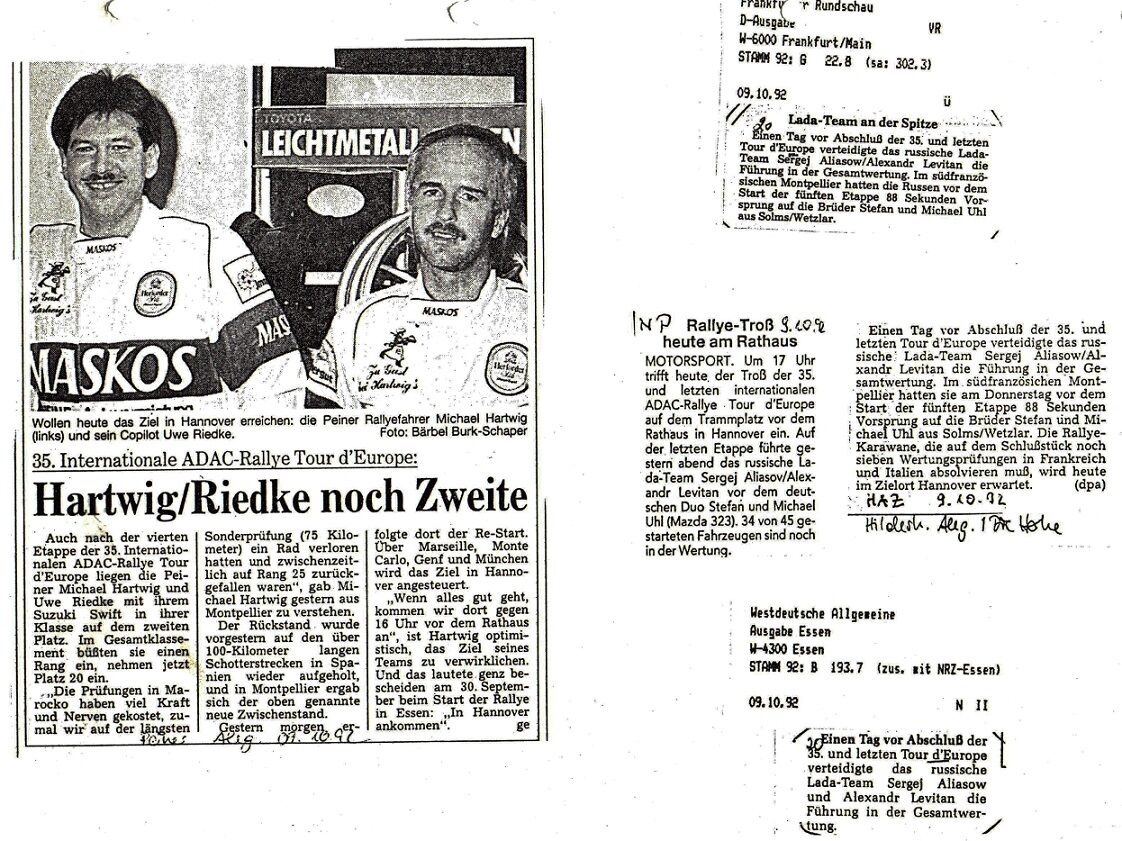 TOYOTA
LEICHTMETALL
MASKOS
Zu Gast
Hartwig's
Herforder
Pils
MAS
MASKOS
MASKOS
Zu Gast
Hartwig's
Herforder
Pils
Wollen heute das Ziel in Hannover erreichen: die Peiner Rallyefahrer Michael Hartwig
(links) und sein Copilot Uwe Riedke. Foto: Bärbel Burk-Schaper
35. Internationale ADAC-Rallye Tour d'Europe:
Hartwig/Riedke noch Zweite
Auch nach der vierten
Etappe der 35. Internatio-
nalen ADAC-Rallye Tour
d'Europe liegen die Pei-
ner Michael Hartwig und
Uwe Riedke mit ihrem
Suzuki Swift in ihrer
Klasse auf dem zweiten
Platz. Im Gesamtklasse-
ment büßten sie einen
Rang ein, nehmen jetzt
Platz 20 ein.
„Die Prüfungen in Ma-
rocko haben viel Kraft
und Nerven gekostet, zu-
mal wir auf der längsten
Sonderprüfung (75 Kilo-
meter) ein Rad verloren
hatten und zwischenzeit-
lich auf Rang 25 zurück-
gefallen waren“, gab Mi-
chael Hartwig gestern aus
Montpellier zu verstehen.
Der Rückstand wurde
vorgestern auf den über
100-Kilometer langen
Schotterstrecken in Spa-
nien wieder aufgeholt,
und in Montpellier ergab
sich der oben genannte
neue Zwischenstand.
Gestern morgen er-
folgte dort der Re-Start.
Über Marseille, Monte
Carlo, Genf und München
wird das Ziel in Hanno-
ver angesteuert.
„Wenn alles gut geht,
kommen wir dort gegen
16 Uhr vor dem Rathaus
an“, ist Hartwig optimi-
stisch, das Ziel seines
Teams zu verwirklichen.
Und das lautete ganz be-
scheiden am 30. Septem-
ber beim Start der Rallye
in Essen: „In Hannover
ankommen“. ge
Peiner Allg. 09.10.92
Rundschau
D-Ausgabe VR
W-6000 Frankfurt/Main
STAMM 92: G 22.8 (sa: 302.3)
09.10.92 Ü
20
Lada-Team an der Spitze
Einen Tag vor Abschluß der 35. und letzten
Tour d'Europe verteidigte das russische Lada-
Team Sergej Aliasow/Alexandr Levitan die
Führung in der Gesamtwertung. Im südfranzö-
sischen Montpellier hatten die Russen vor dem
Start der fünften Etappe 88 Sekunden Vor-
sprung auf die Brüder Stefan und Michael Uhl
aus Solms/Wetzlar.
NP Rallye-Troß 9.10.92
heute am Rathaus
MOTORSPORT. Um 17 Uhr
trifft heute der Troß der 35.
und letzten internationalen
ADAC-Rallye Tour d'Europe
auf dem Trammplatz vor dem
Rathaus in Hannover ein. Auf
der letzten Etappe führte ge-
stern abend das russische La-
da-Team Sergej Aliasov/Alex-
andr Levitan vor dem deut-
schen Duo Stefan und Michael
Uhl (Mazda 323). 34 von 45 ge-
starteten Fahrzeugen sind noch
in der Wertung.
Einen Tag vor Abschluß der 35. und
letzten Tour d'Europe verteidigte das rus-
sische Lada-Team Sergej Aliasow/Al-
exandr Levitan die Führung in der Ge-
samtwertung. Im südfranzöischen Mont-
pellier hatten sie am Donnerstag vor dem
Start der fünften Etappe 88 Sekunden
Vorsprung auf die Brüder Stefan und Mi-
chael Uhl aus Solms/Wetzlar. Die Rallye-
Karawane, die auf dem Schlußstück noch
sieben Wertungsprüfungen in Frankreich
und Italien absolvieren muß, wird heute
im Zielort Hannover erwartet. (dpa)
HAZ 9.10.92
Hildesh. Allg.
Westdeutsche Allgemeine
Ausgabe Essen
W-4300 Essen
STAMM 92: B 193.7 (zus. mit NRZ-Essen)
09.10.92 N II
Einen Tag vor Abschluß der
35. und letzten Tour d'Europe
verteidigte das russische
Lada-Team Sergej Aliasow
und Alexandr Levitan die
Führung in der Gesamtwer-
tung.